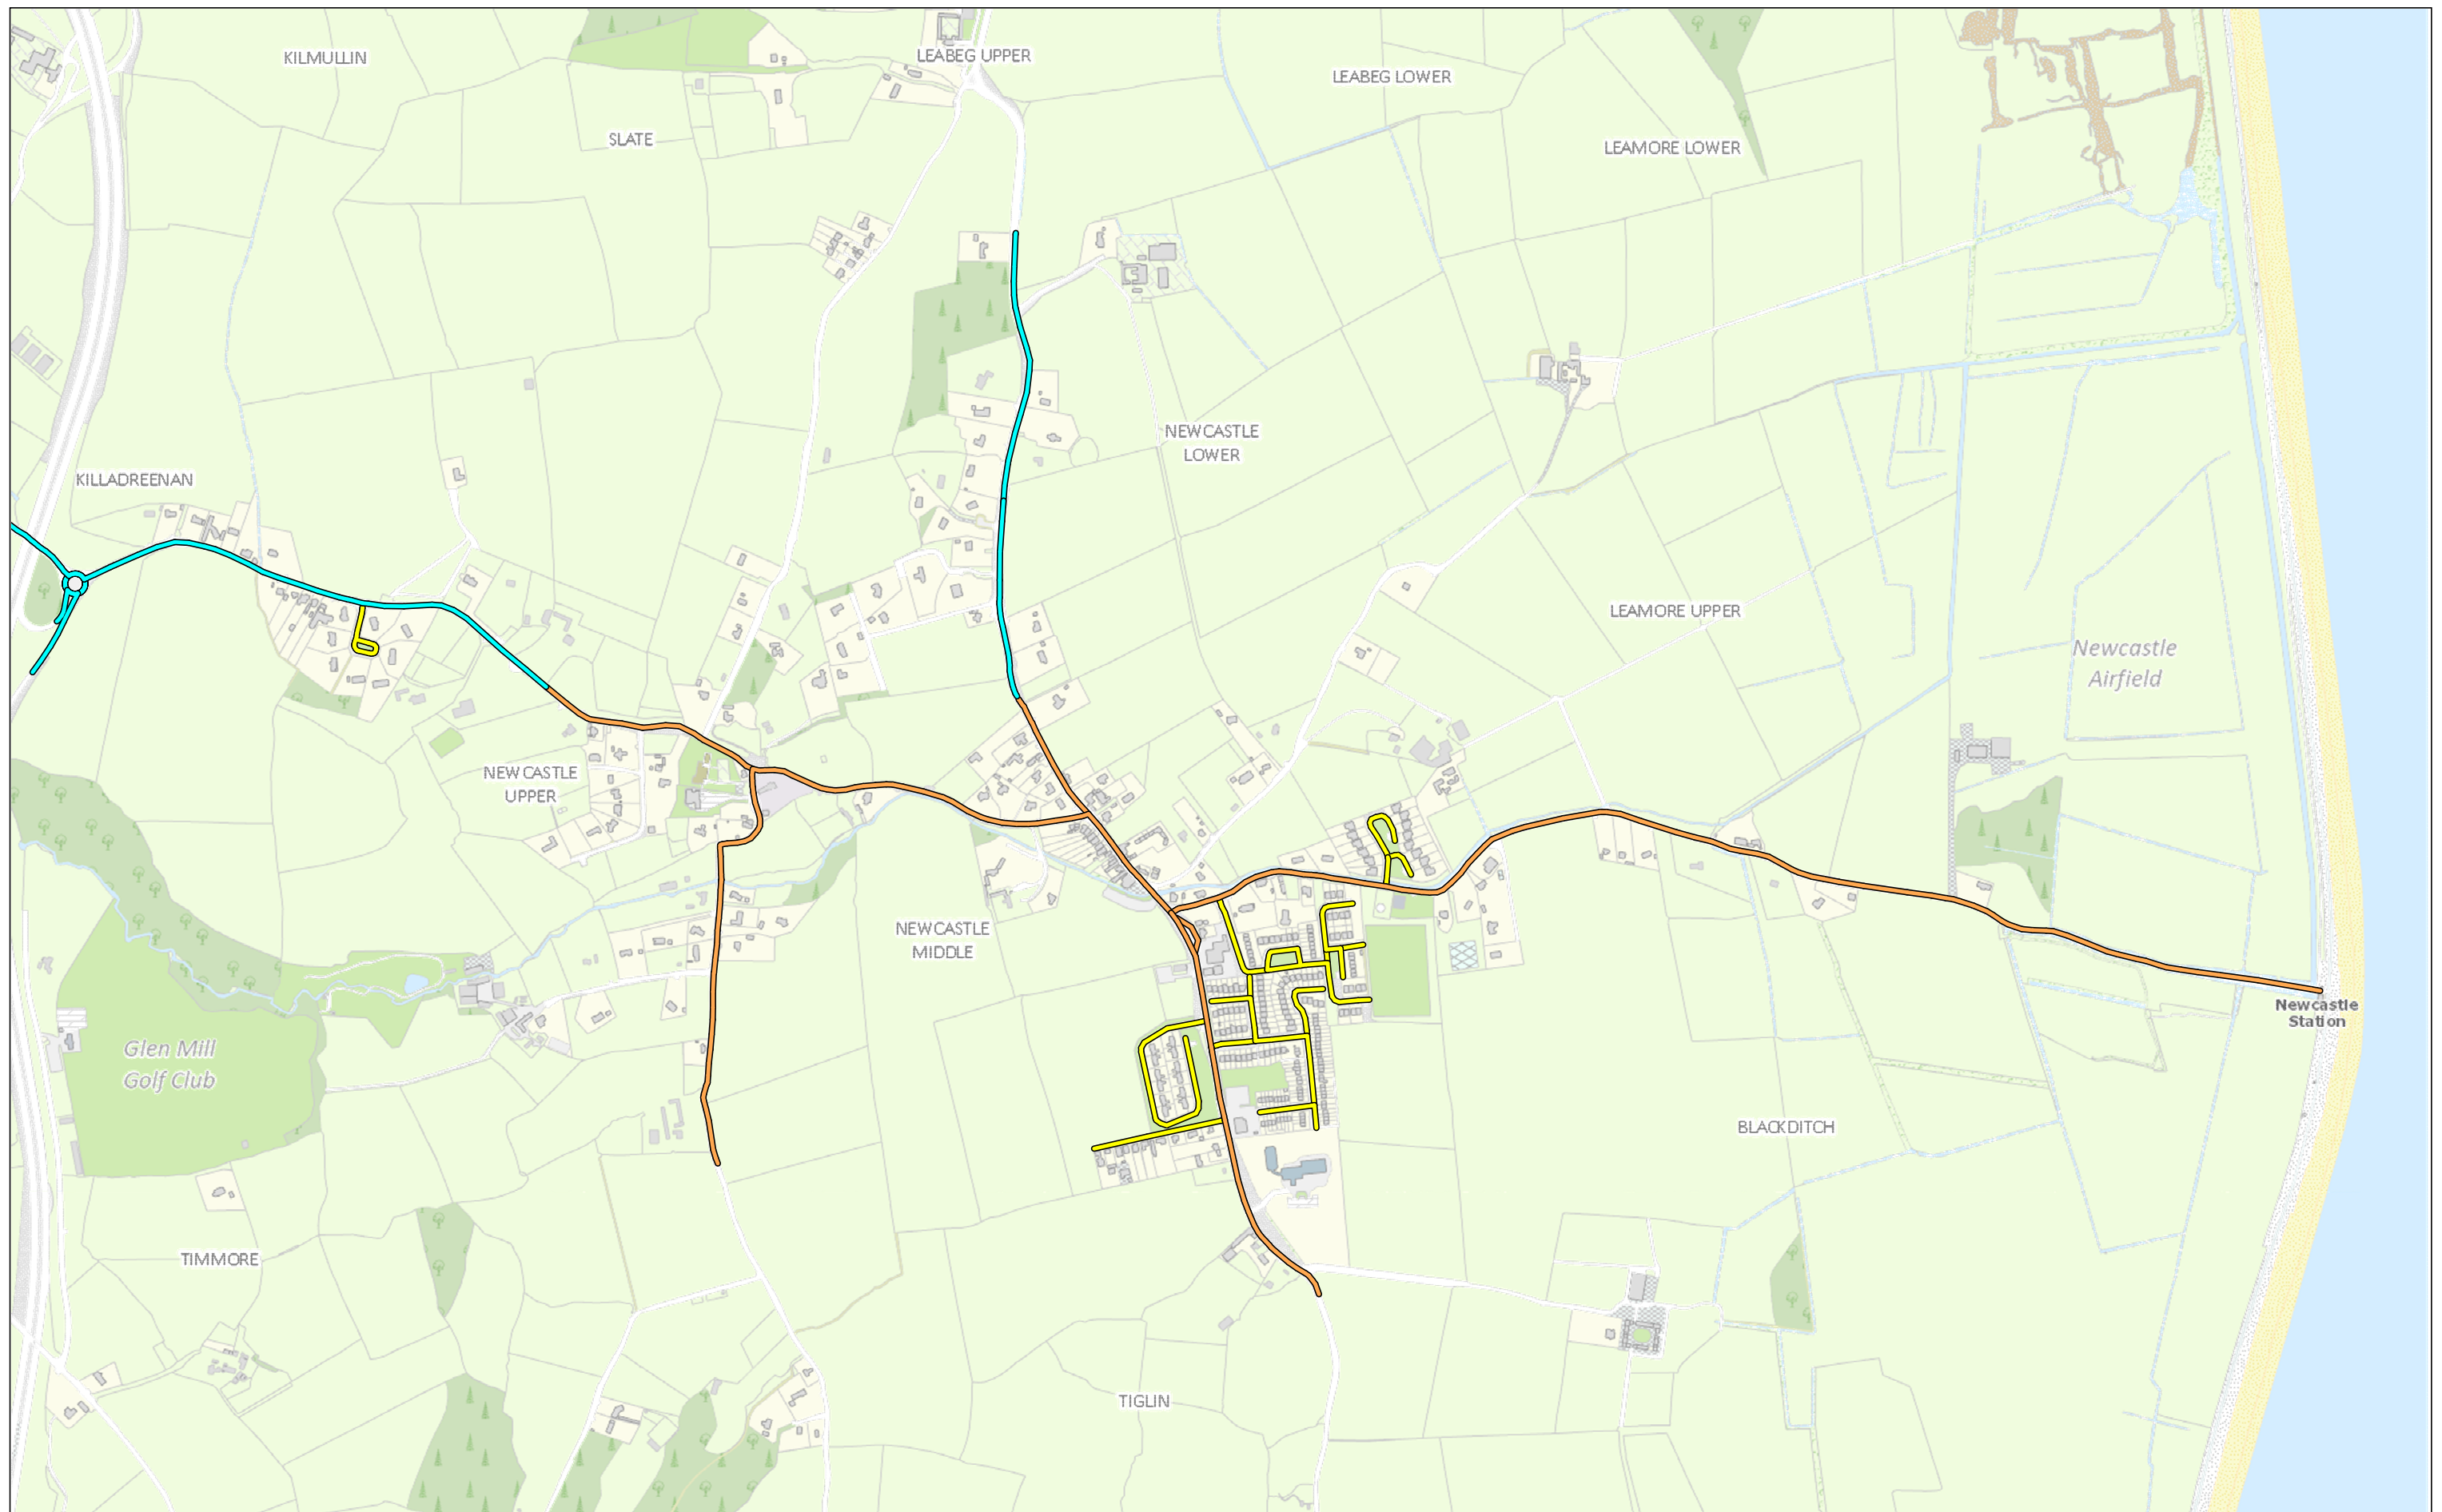 KILMULLIN
LEABEG UPPER
LEABEG LOWER
SLATE
LEAMORE LOWER
NEWCASTLE
LOWER
KILLADREENAN
LEAMORE UPPER
Newcastle
Airfield
NEWCASTLE
UPPER
NEWCASTLE
MIDDLE
Newcastle
Station
Glen Mill
Golf Club
BLACKDITCH
TIMMORE
TIGLIN